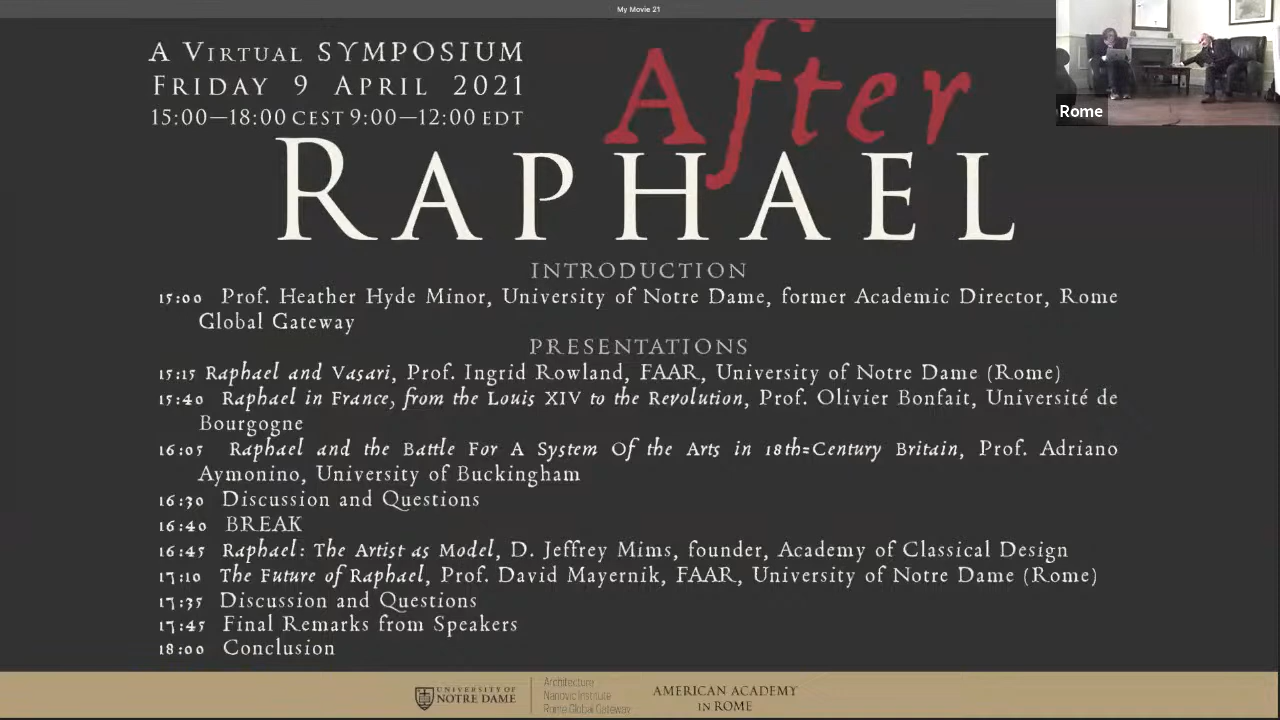 My Movie 21
A Virtual SYMPOSIUM
Friday 9 April 2021
15:00—18:00 CEST 9:00—12:00 EDT
After
RAPHAEL
Rome
INTRODUCTION
15:00 Prof. Heather Hyde Minor, University of Notre Dame, former Academic Director, Rome
Global Gateway
PRESENTATIONS
15:15 Raphael and Vasari, Prof. Ingrid Rowland, FAAR, University of Notre Dame (Rome)
15:40 Raphael in France, from the Louis XIV to the Revolution, Prof. Olivier Bonfait, Université de
Bourgogne
16:05 Raphael and the Battle For A System Of the Arts in 18th=Century Britain, Prof. Adriano
Aymonino, University of Buckingham
16:30 Discussion and Questions
16:40 BREAK
16:45 Raphael: The Artist as Model, D. Jeffrey Mims, founder, Academy of Classical Design
17:10 The Future of Raphael, Prof. David Mayernik, FAAR, University of Notre Dame (Rome)
17:35 Discussion and Questions
17:45 Final Remarks from Speakers
18:00 Conclusion
UNIVERSITY OF
NOTRE DAME
Architecture
Nanovic Institute
Rome Global Gateway
AMERICAN ACADEMY
IN ROME